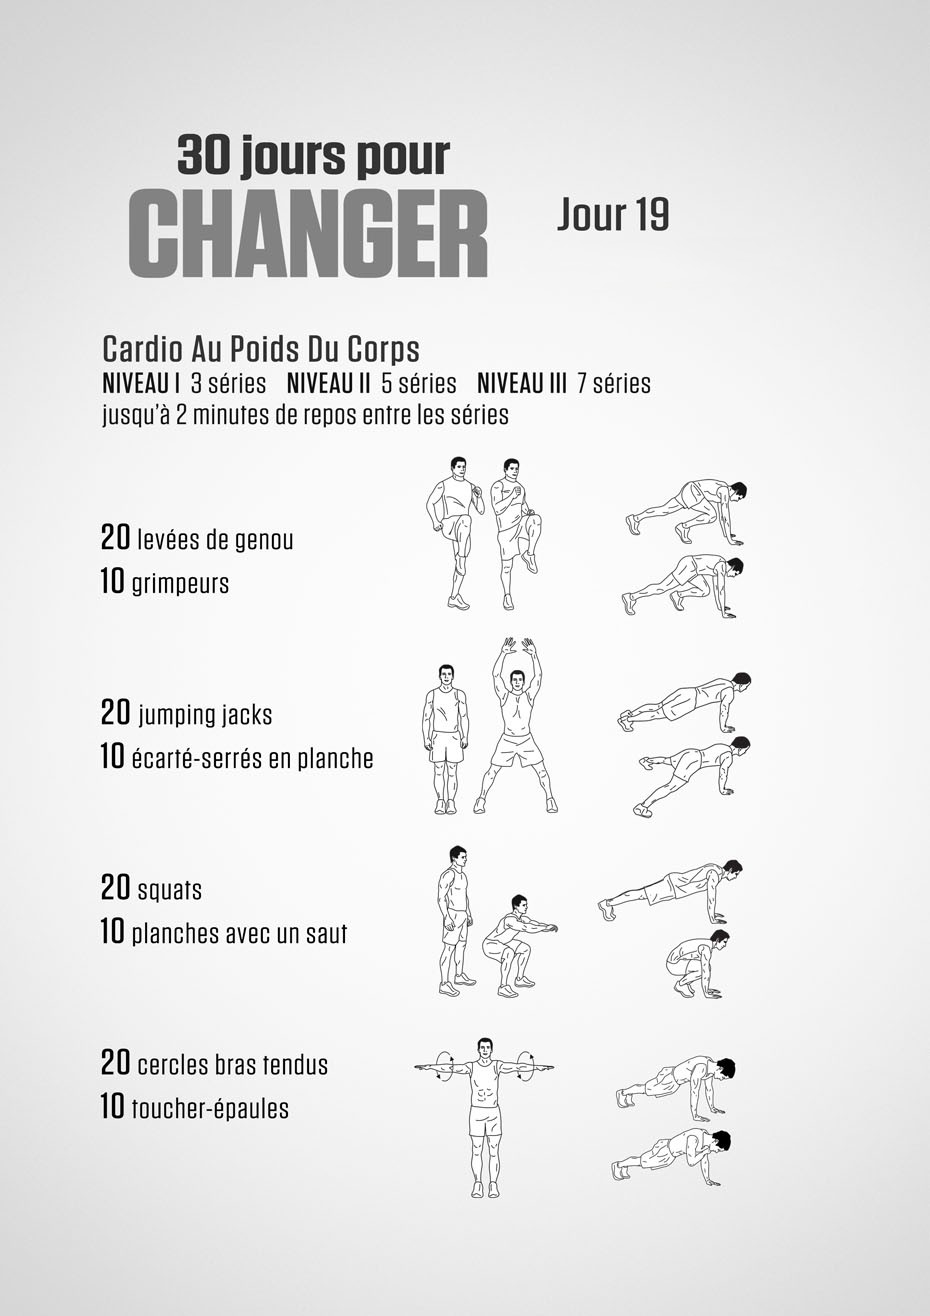 30 jours pour
CHANGER
Jour 19
Cardio Au Poids Du Corps
NIVEAU I 3 séries NIVEAU II 5 séries NIVEAU III 7 séries
jusqu'à 2 minutes de repos entre les séries
20 levées de genou
10 grimpeurs
20 jumping jacks
10 écarté-serrés en planche
20 squats
10 planches avec un saut
20 cercles bras tendus
10 toucher-épaules